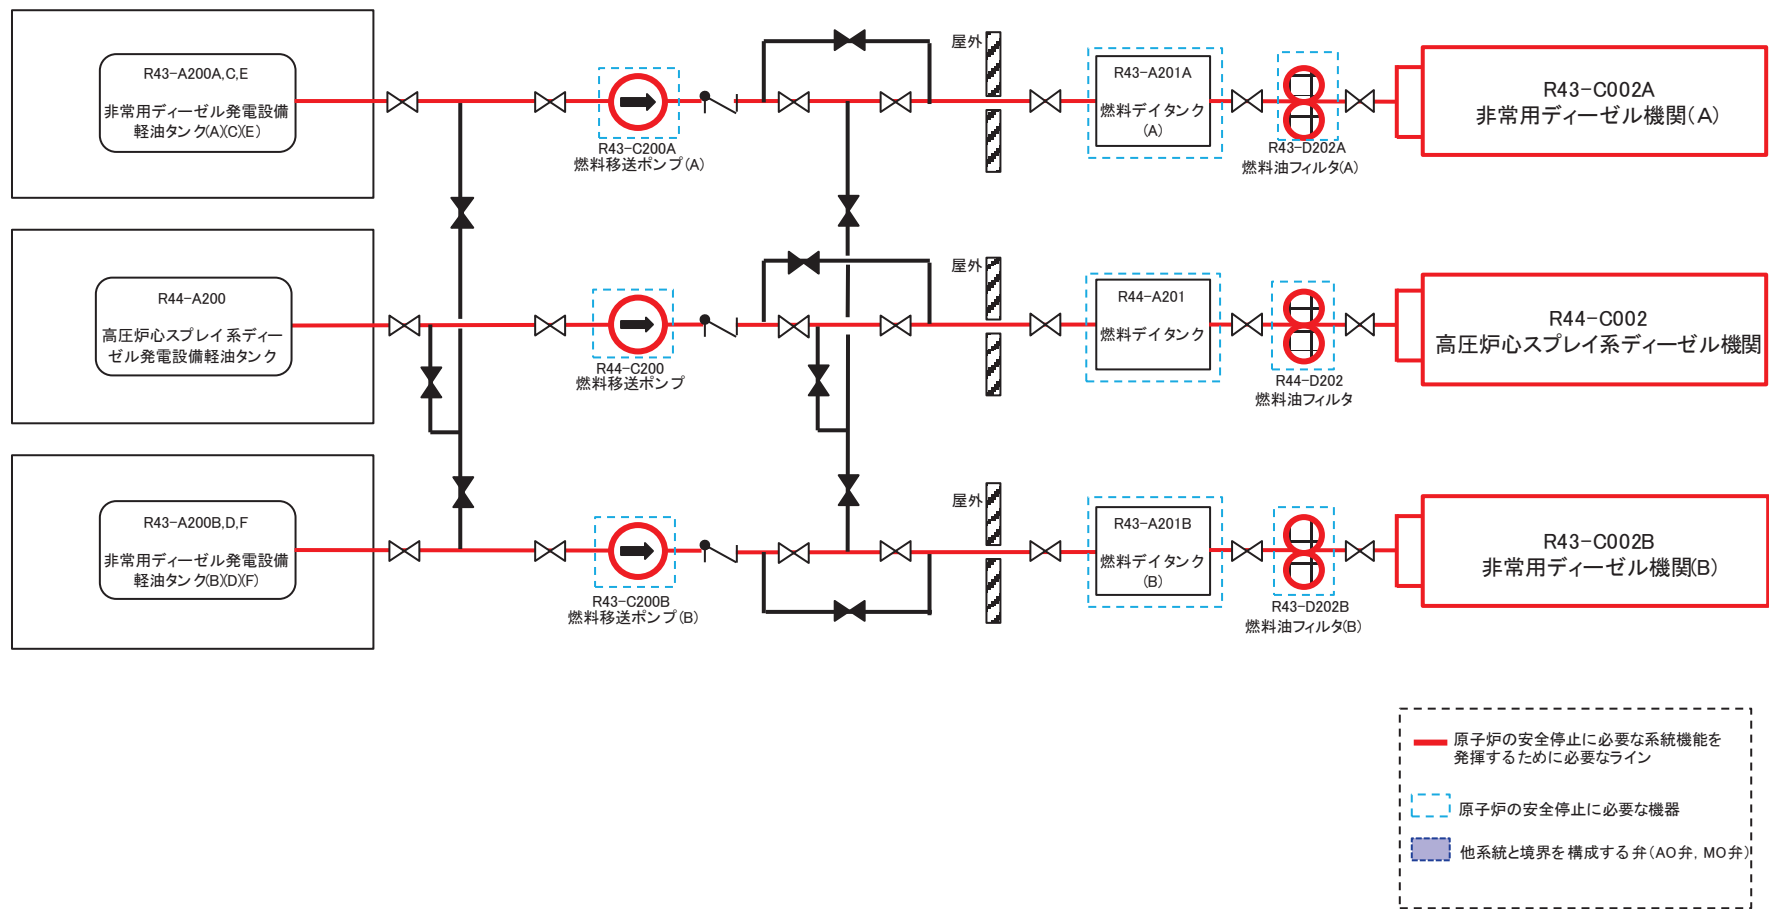 R43-A200A,C,E
非常用ディーゼル発電設備
軽油タンク(A)(C)(E)
R43-C200A
燃料移送ポンプ(A)
屋外
R43-A201A
燃料デイタンク
(A)
R43-D202A
燃料油フィルタ(A)
R43-C002A
非常用ディーゼル機関(A)
R44-A200
高圧炉心スプレイ系ディー
ゼル発電設備軽油タンク
R44-C200
燃料移送ポンプ
屋外
R44-A201
燃料デイタンク
R44-D202
燃料油フィルタ
R44-C002
高圧炉心スプレイ系ディーゼル機関
R43-A200B,D,F
非常用ディーゼル発電設備
軽油タンク(B)(D)(F)
R43-C200B
燃料移送ポンプ(B)
屋外
R43-A201B
燃料デイタンク
(B)
R43-D202B
燃料油フィルタ(B)
R43-C002B
非常用ディーゼル機関(B)
原子炉の安全停止に必要な系統機能を
発揮するために必要なライン
原子炉の安全停止に必要な機器
他系統と境界を構成する弁(AO弁, MO弁)